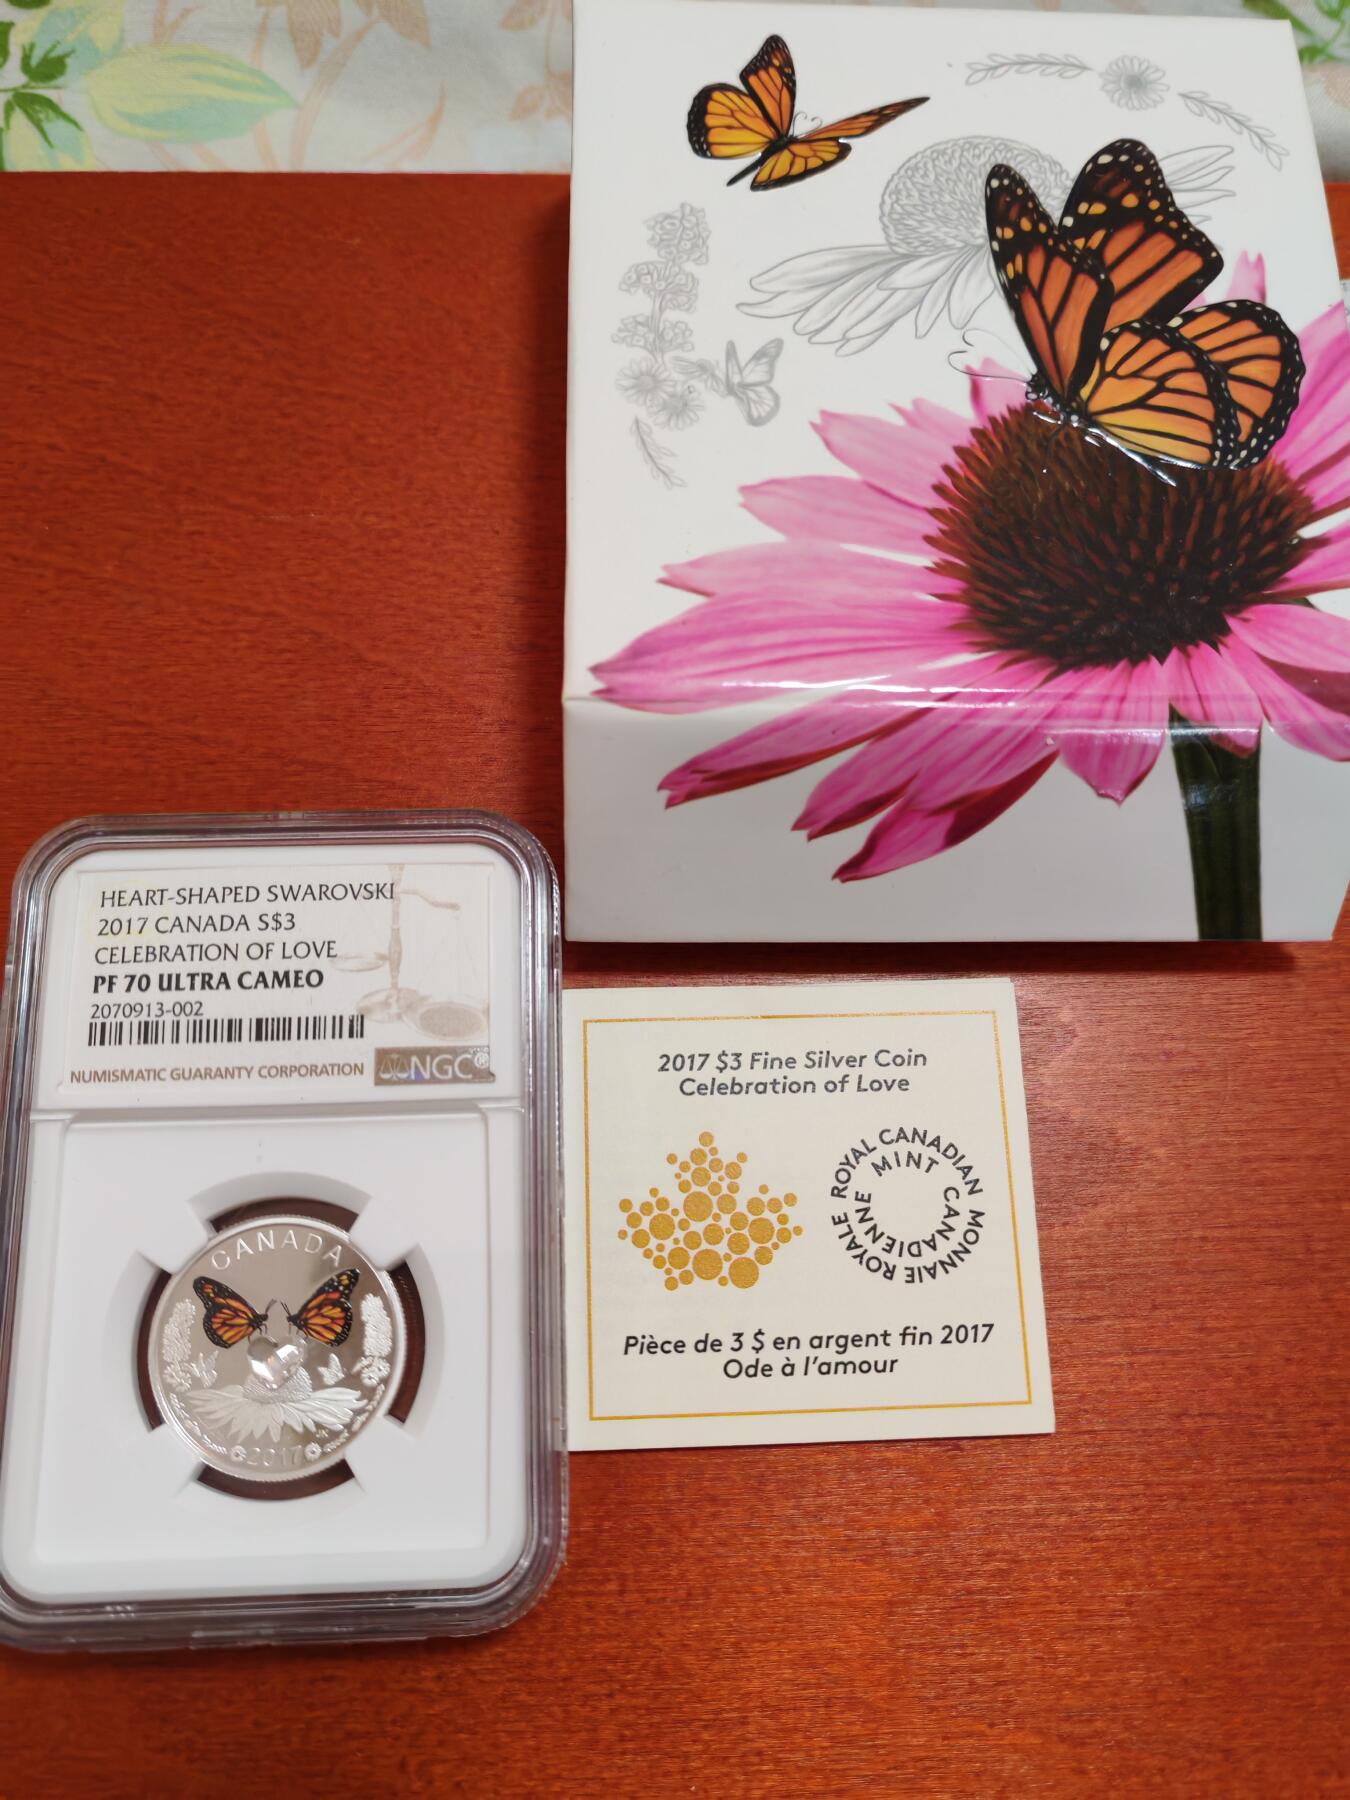 HEART-SHAPED SWAROVSKI
2017 CANADA S$3
CELEBRATION OF LOVE
PF 70 ULTRA CAMEO
2070913-002
NUMISMATIC GUARANTY CORPORATION
NGC®
CANADA
JN
2017
2017 $3 Fine Silver Coin
Celebration of Love
ROYAL CANADIAN MINT
MONNAIE ROYALE CANADIENNE
Pièce de 3 $ en argent fin 2017
Ode à l'amour